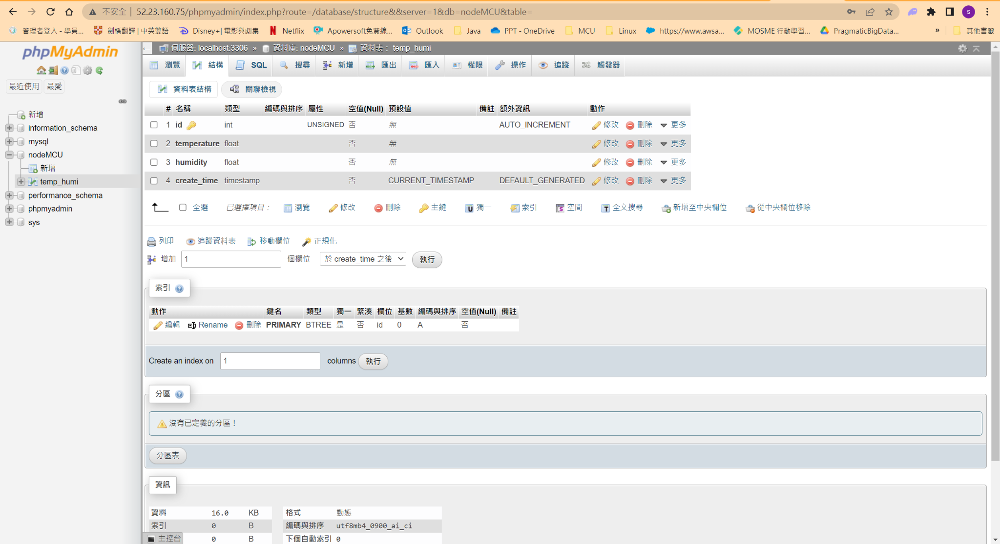 不安全 | 52.23.160.75/phpmyadmin/index.php?route=/database/structure&&server=1&db=nodeMCU&table=
S
管理者登入 - 學員... 劍橋翻譯 | 中英雙語 Disney+| 電影與劇集 Netflix Apowersoft免費線... Outlook Java PPT - OneDrive MCU Linux https://www.awsa... MOSME 行動學習... PragmaticBigData... » 其他書籤
phpMyAdmin
最近使用 最愛
新增
information_schema
mysql
nodeMCU
新增
temp_humi
performance_schema
phpmyadmin
sys
伺服器: localhost:3306 » 資料庫: nodeMCU » 資料表： temp_humi
瀏覽 結構 SQL 搜尋 新增 匯出 匯入 權限 操作 追蹤 觸發器
資料表結構 關聯檢視
# 名稱 類型 編碼與排序 屬性 空值(Null) 預設值 備註 額外資訊 動作
1 id int UNSIGNED 否 無 AUTO_INCREMENT 修改 刪除 更多
2 temperature float 否 無 修改 刪除 更多
3 humidity float 否 無 修改 刪除 更多
4 create_time timestamp 否 CURRENT_TIMESTAMP DEFAULT_GENERATED 修改 刪除 更多
全選 已選擇項目： 瀏覽 修改 刪除 主鍵 獨一 索引 空間 全文搜尋 新增至中央欄位 從中央欄位移除
列印 追蹤資料表 移動欄位 正規化
增加 1 個欄位 於 create_time 之後 執行
索引
動作 鍵名 類型 獨一 緊湊 欄位 基數 編碼與排序 空值(Null) 備註
編輯 Rename 刪除 PRIMARY BTREE 是 否 id 0 A 否
Create an index on 1 columns 執行
分區
沒有已定義的分區！
分區表
資訊
資料 16.0 KB
索引 0 B
主控台 0 B
格式 動態
編碼與排序 utf8mb4_0900_ai_ci
下個自動索引 0